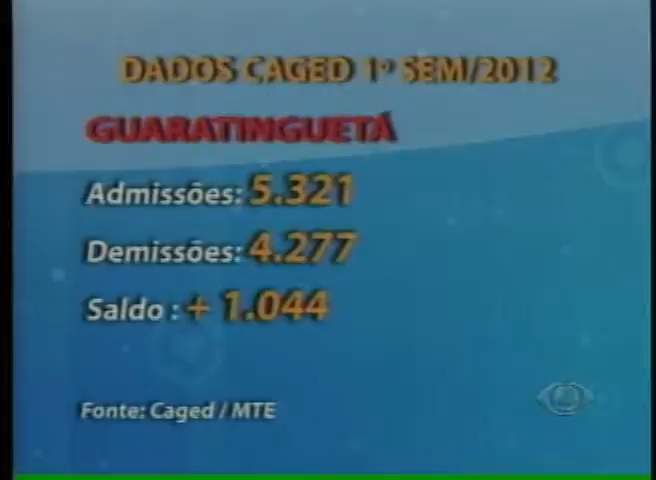 DADOS CAGED 1º SEM/2012
GUARATINGUETÁ
Admissões: 5.321
Demissões: 4.277
Saldo : + 1.044
Fonte: Caged / MTE